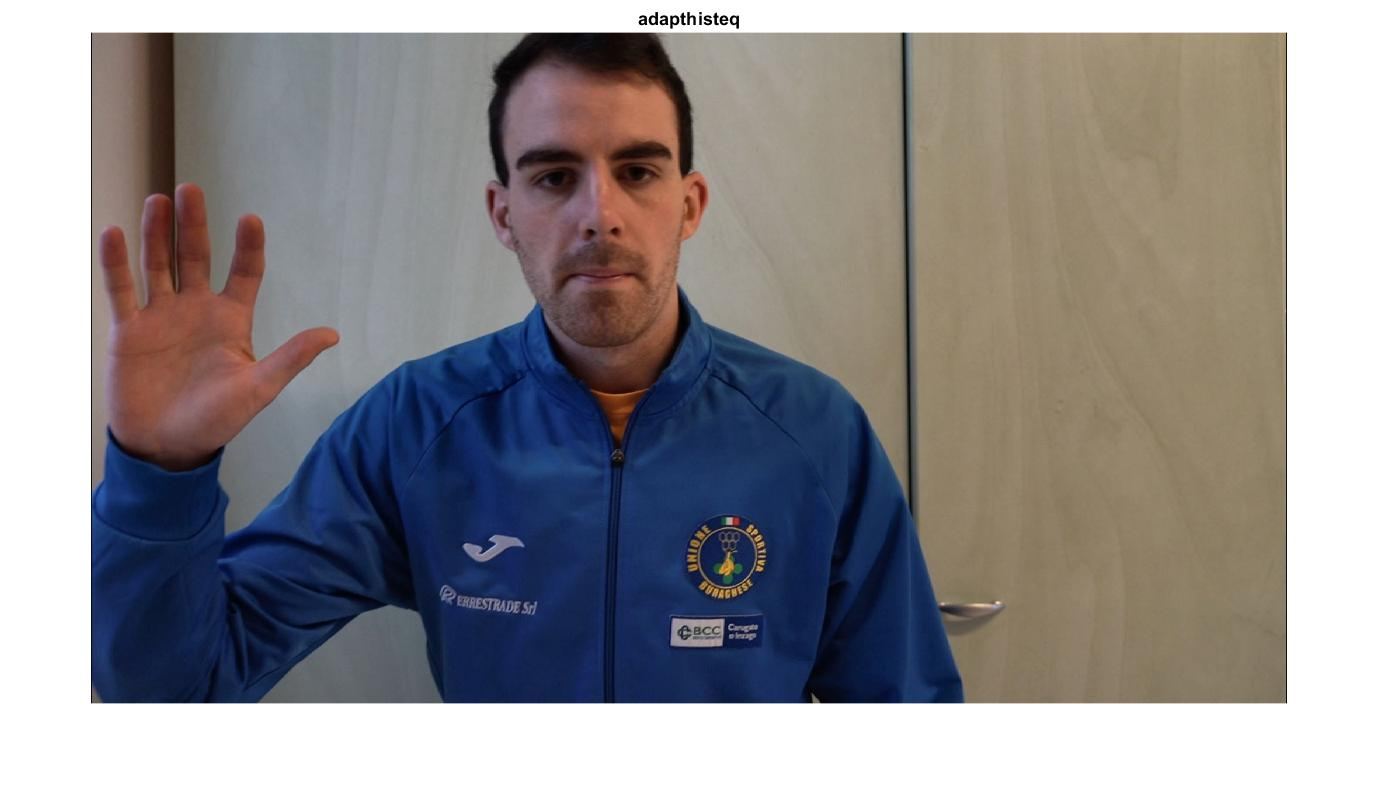 adapthisteq
UNIONE SPORTIVA
BURAGHESE
ERRESTRADE Srl
BCC
Carugate
e Inzago